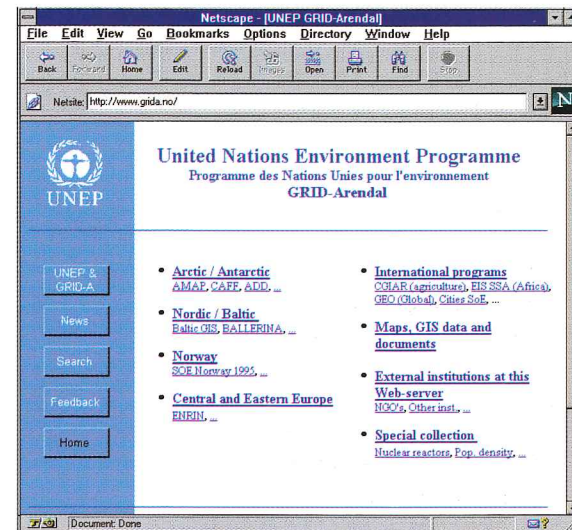 Netscape - [UNEP GRID-Arendal]
File Edit View Go Bookmarks Options Directory Window Help
Back Forward Home Edit Reload Images Open Print Find Stop
Netsite: http://www.grida.no/
N
UNEP
United Nations Environment Programme
Programme des Nations Unies pour l'environnement
GRID-Arendal
UNEP &
GRID-A
News
Search
Feedback
Home
• Arctic / Antarctic
AMAP, CAFF, ADD, ...
• Nordic / Baltic
Baltic GIS, BALLERINA, ...
• Norway
SOE Norway 1995, ...
• Central and Eastern Europe
ENRIN, ...
• International programs
CGIAR (agriculture), EIS SSA (Africa),
GEO (Global), Cities SoE, ...
• Maps, GIS data and
documents
• External institutions at this
Web-server
NGO's, Other inst., ...
• Special collection
Nuclear reactors, Pop. density, ...
Document: Done